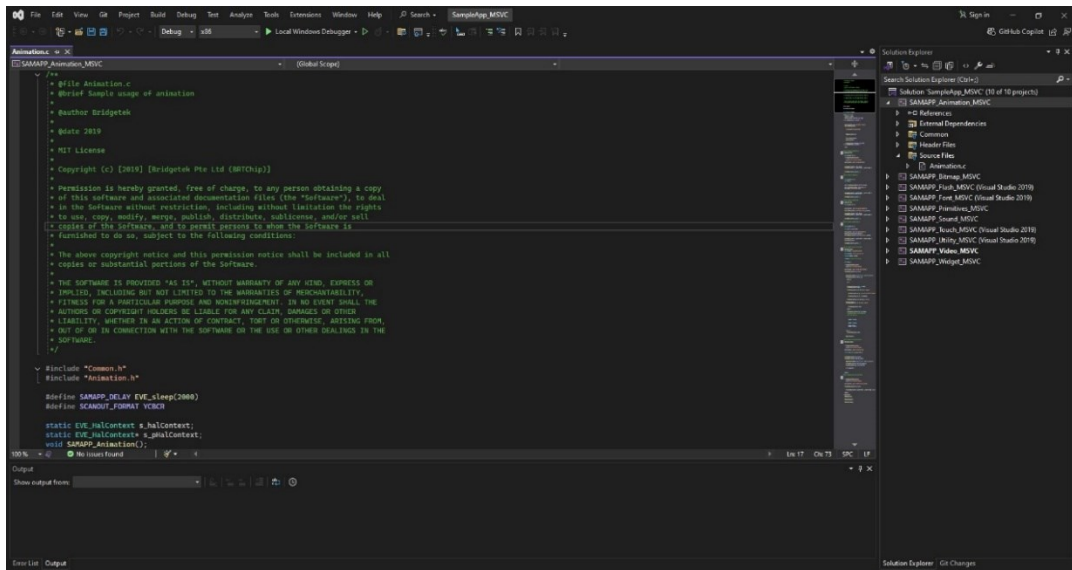 File Edit View Git Project Build Debug Test Analyze Tools Extensions Window Help Search SampleApp_MSVC Sign in
Debug x86 Local Windows Debugger GitHub Copilot
Animation.c
SAMAPP_Animation_MSVC (Global Scope)
/**
* @file Animation.c
* @brief Sample usage of animation
*
* @author Bridgetek
*
* @date 2019
*
* MIT License
*
* Copyright (c) [2019] [Bridgetek Pte Ltd (BRTChip)]
*
* Permission is hereby granted, free of charge, to any person obtaining a copy
* of this software and associated documentation files (the "Software"), to deal
* in the Software without restriction, including without limitation the rights
* to use, copy, modify, merge, publish, distribute, sublicense, and/or sell
* copies of the Software, and to permit persons to whom the Software is
* furnished to do so, subject to the following conditions:
*
* The above copyright notice and this permission notice shall be included in all
* copies or substantial portions of the Software.
*
* THE SOFTWARE IS PROVIDED "AS IS", WITHOUT WARRANTY OF ANY KIND, EXPRESS OR
* IMPLIED, INCLUDING BUT NOT LIMITED TO THE WARRANTIES OF MERCHANTABILITY,
* FITNESS FOR A PARTICULAR PURPOSE AND NONINFRINGEMENT. IN NO EVENT SHALL THE
* AUTHORS OR COPYRIGHT HOLDERS BE LIABLE FOR ANY CLAIM, DAMAGES OR OTHER
* LIABILITY, WHETHER IN AN ACTION OF CONTRACT, TORT OR OTHERWISE, ARISING FROM,
* OUT OF OR IN CONNECTION WITH THE SOFTWARE OR THE USE OR OTHER DEALINGS IN THE
* SOFTWARE.
*/
#include "Common.h"
#include "Animation.h"
#define SAMAPP_DELAY EVE_sleep(2000)
#define SCANOUT_FORMAT YCBCR
static EVE_HalContext s_halContext;
static EVE_HalContext* s_pHalContext;
void SAMAPP_Animation();
100 % No issues found Ln: 17 Ch: 73 SPC LF
Output
Show output from:
Error List Output
Solution Explorer
Search Solution Explorer (Ctrl+;)
Solution 'SampleApp_MSVC' (10 of 10 projects)
SAMAPP_Animation_MSVC
References
External Dependencies
Common
Header Files
Source Files
Animation.c
SAMAPP_Bitmap_MSVC
SAMAPP_Flash_MSVC (Visual Studio 2019)
SAMAPP_Font_MSVC (Visual Studio 2019)
SAMAPP_Primitives_MSVC
SAMAPP_Sound_MSVC
SAMAPP_Touch_MSVC (Visual Studio 2019)
SAMAPP_Utility_MSVC (Visual Studio 2019)
SAMAPP_Video_MSVC
SAMAPP_Widget_MSVC
Solution Explorer Git Changes